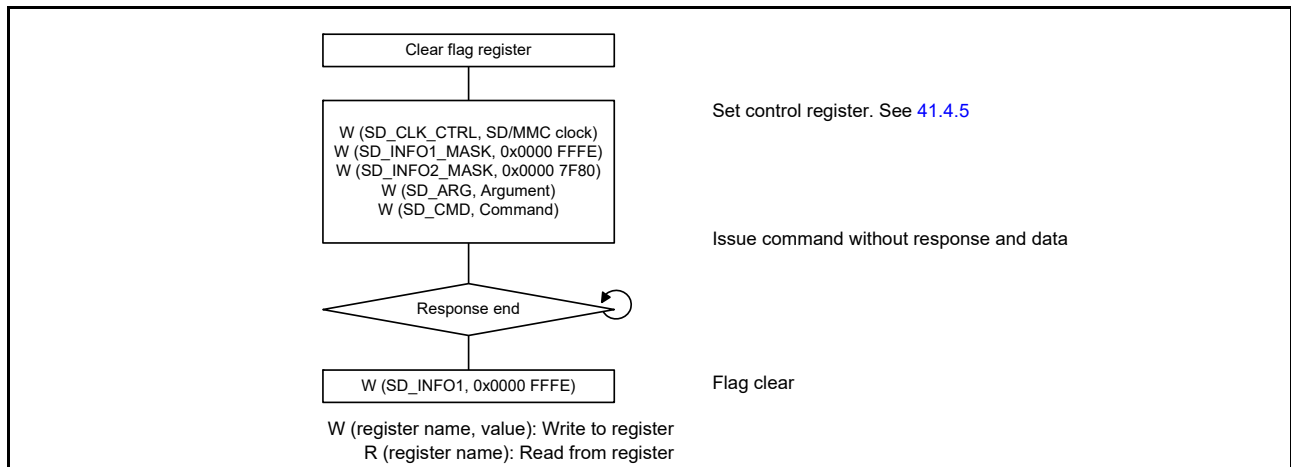 Clear flag register
Set control register. See 41.4.5
W (SD_CLK_CTRL, SD/MMC clock)
W (SD_INFO1_MASK, 0x0000 FFFE)
W (SD_INFO2_MASK, 0x0000 7F80)
W (SD_ARG, Argument)
W (SD_CMD, Command)
Issue command without response and data
Response end
W (SD_INFO1, 0x0000 FFFE)
Flag clear
W (register name, value): Write to register
R (register name): Read from register